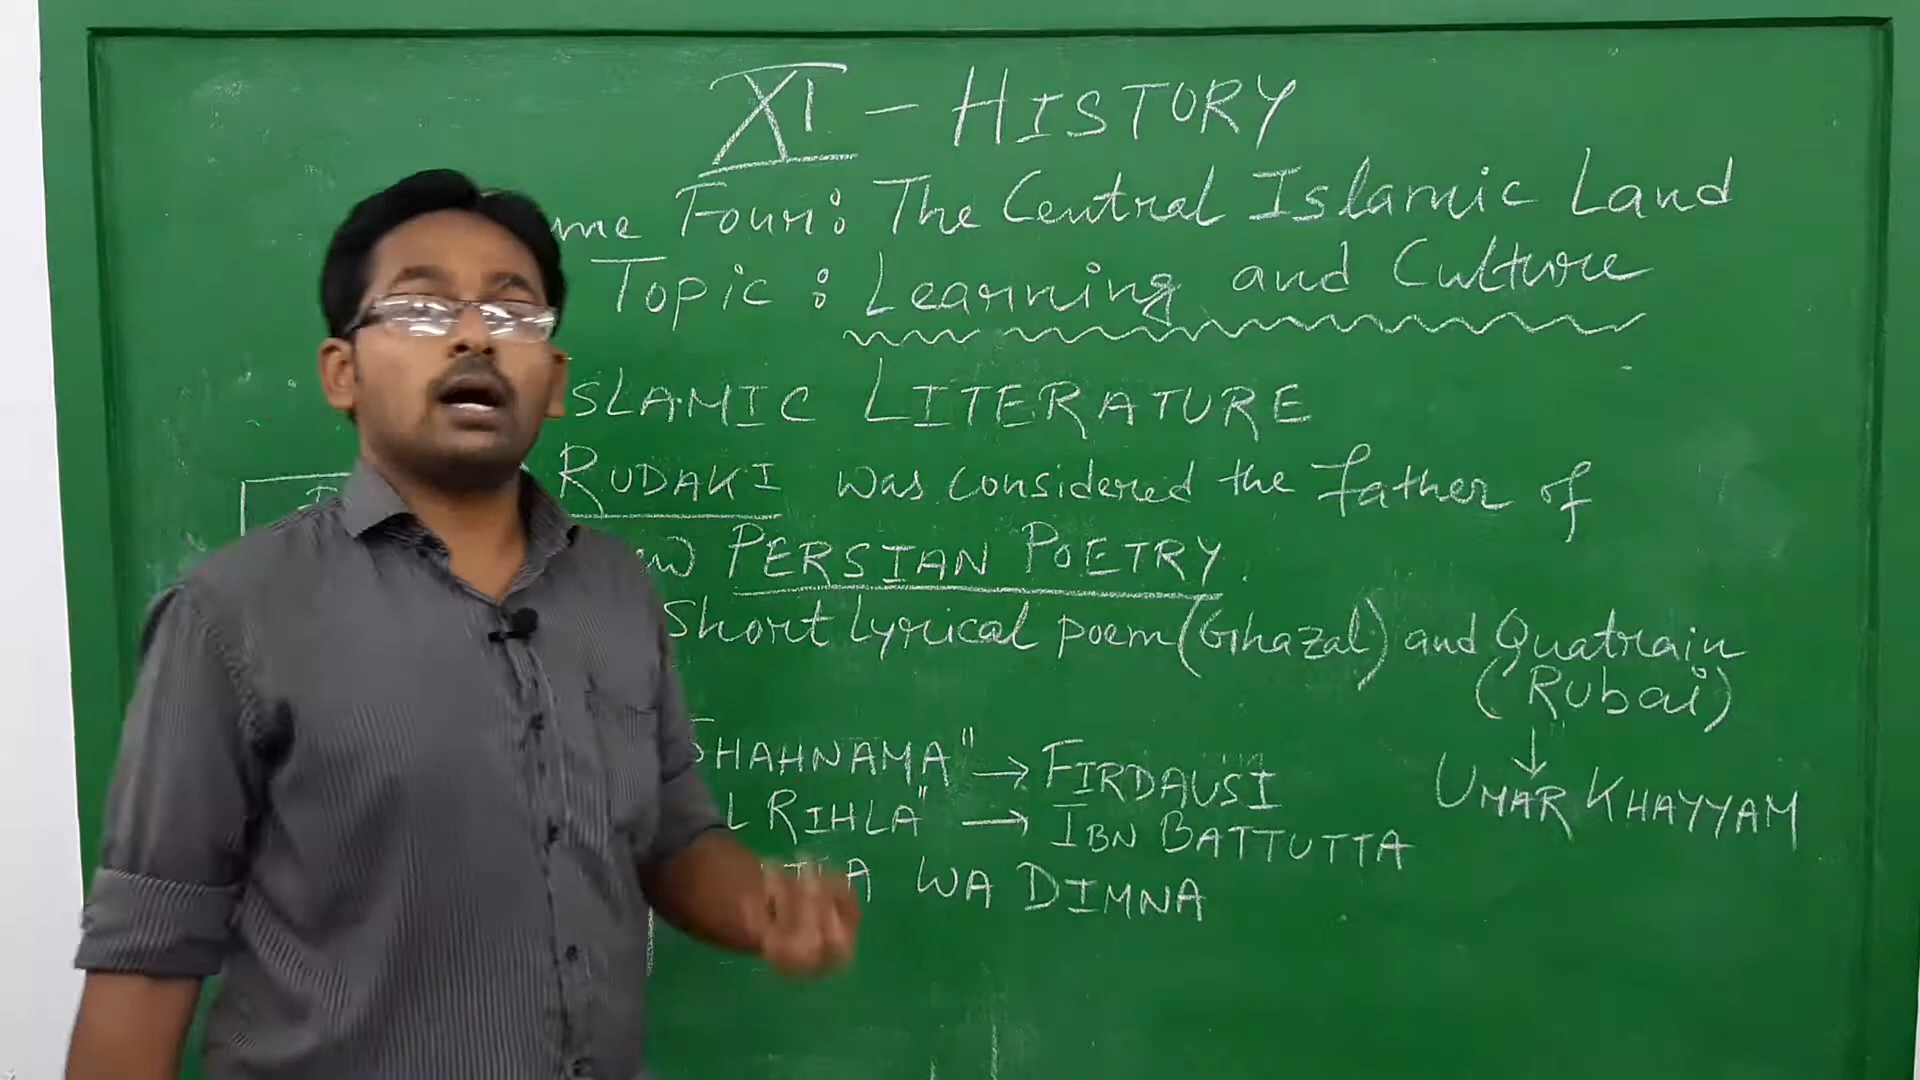 XI - HISTORY
Four: The Central Islamic Land
Topic: Learning and Culture
SLAMIC LITERATURE
RUDAKI was considered the father of
PERSIAN POETRY.
Short lyrical poem (Ghazal) and Quatrain
(Rubai)
HAHNAMA" → FIRDAUSI
UMAR KHAYYAM
L RIHLA" → IBN BATTUTTA
WA DIMNA